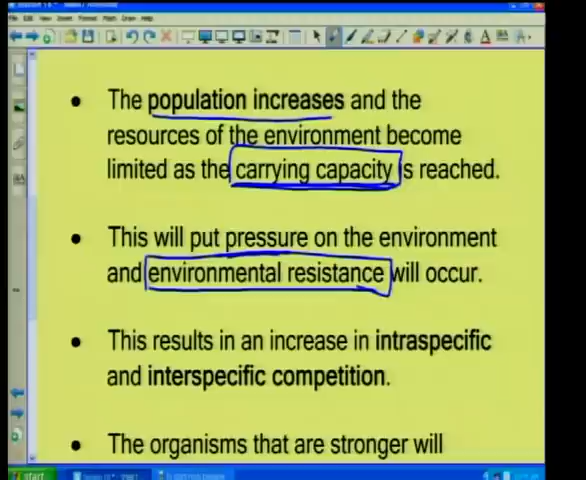 The population increases and the
resources of the environment become
limited as the carrying capacity is reached.
This will put pressure on the environment
and environmental resistance will occur.
This results in an increase in intraspecific
and interspecific competition.
The organisms that are stronger will
start